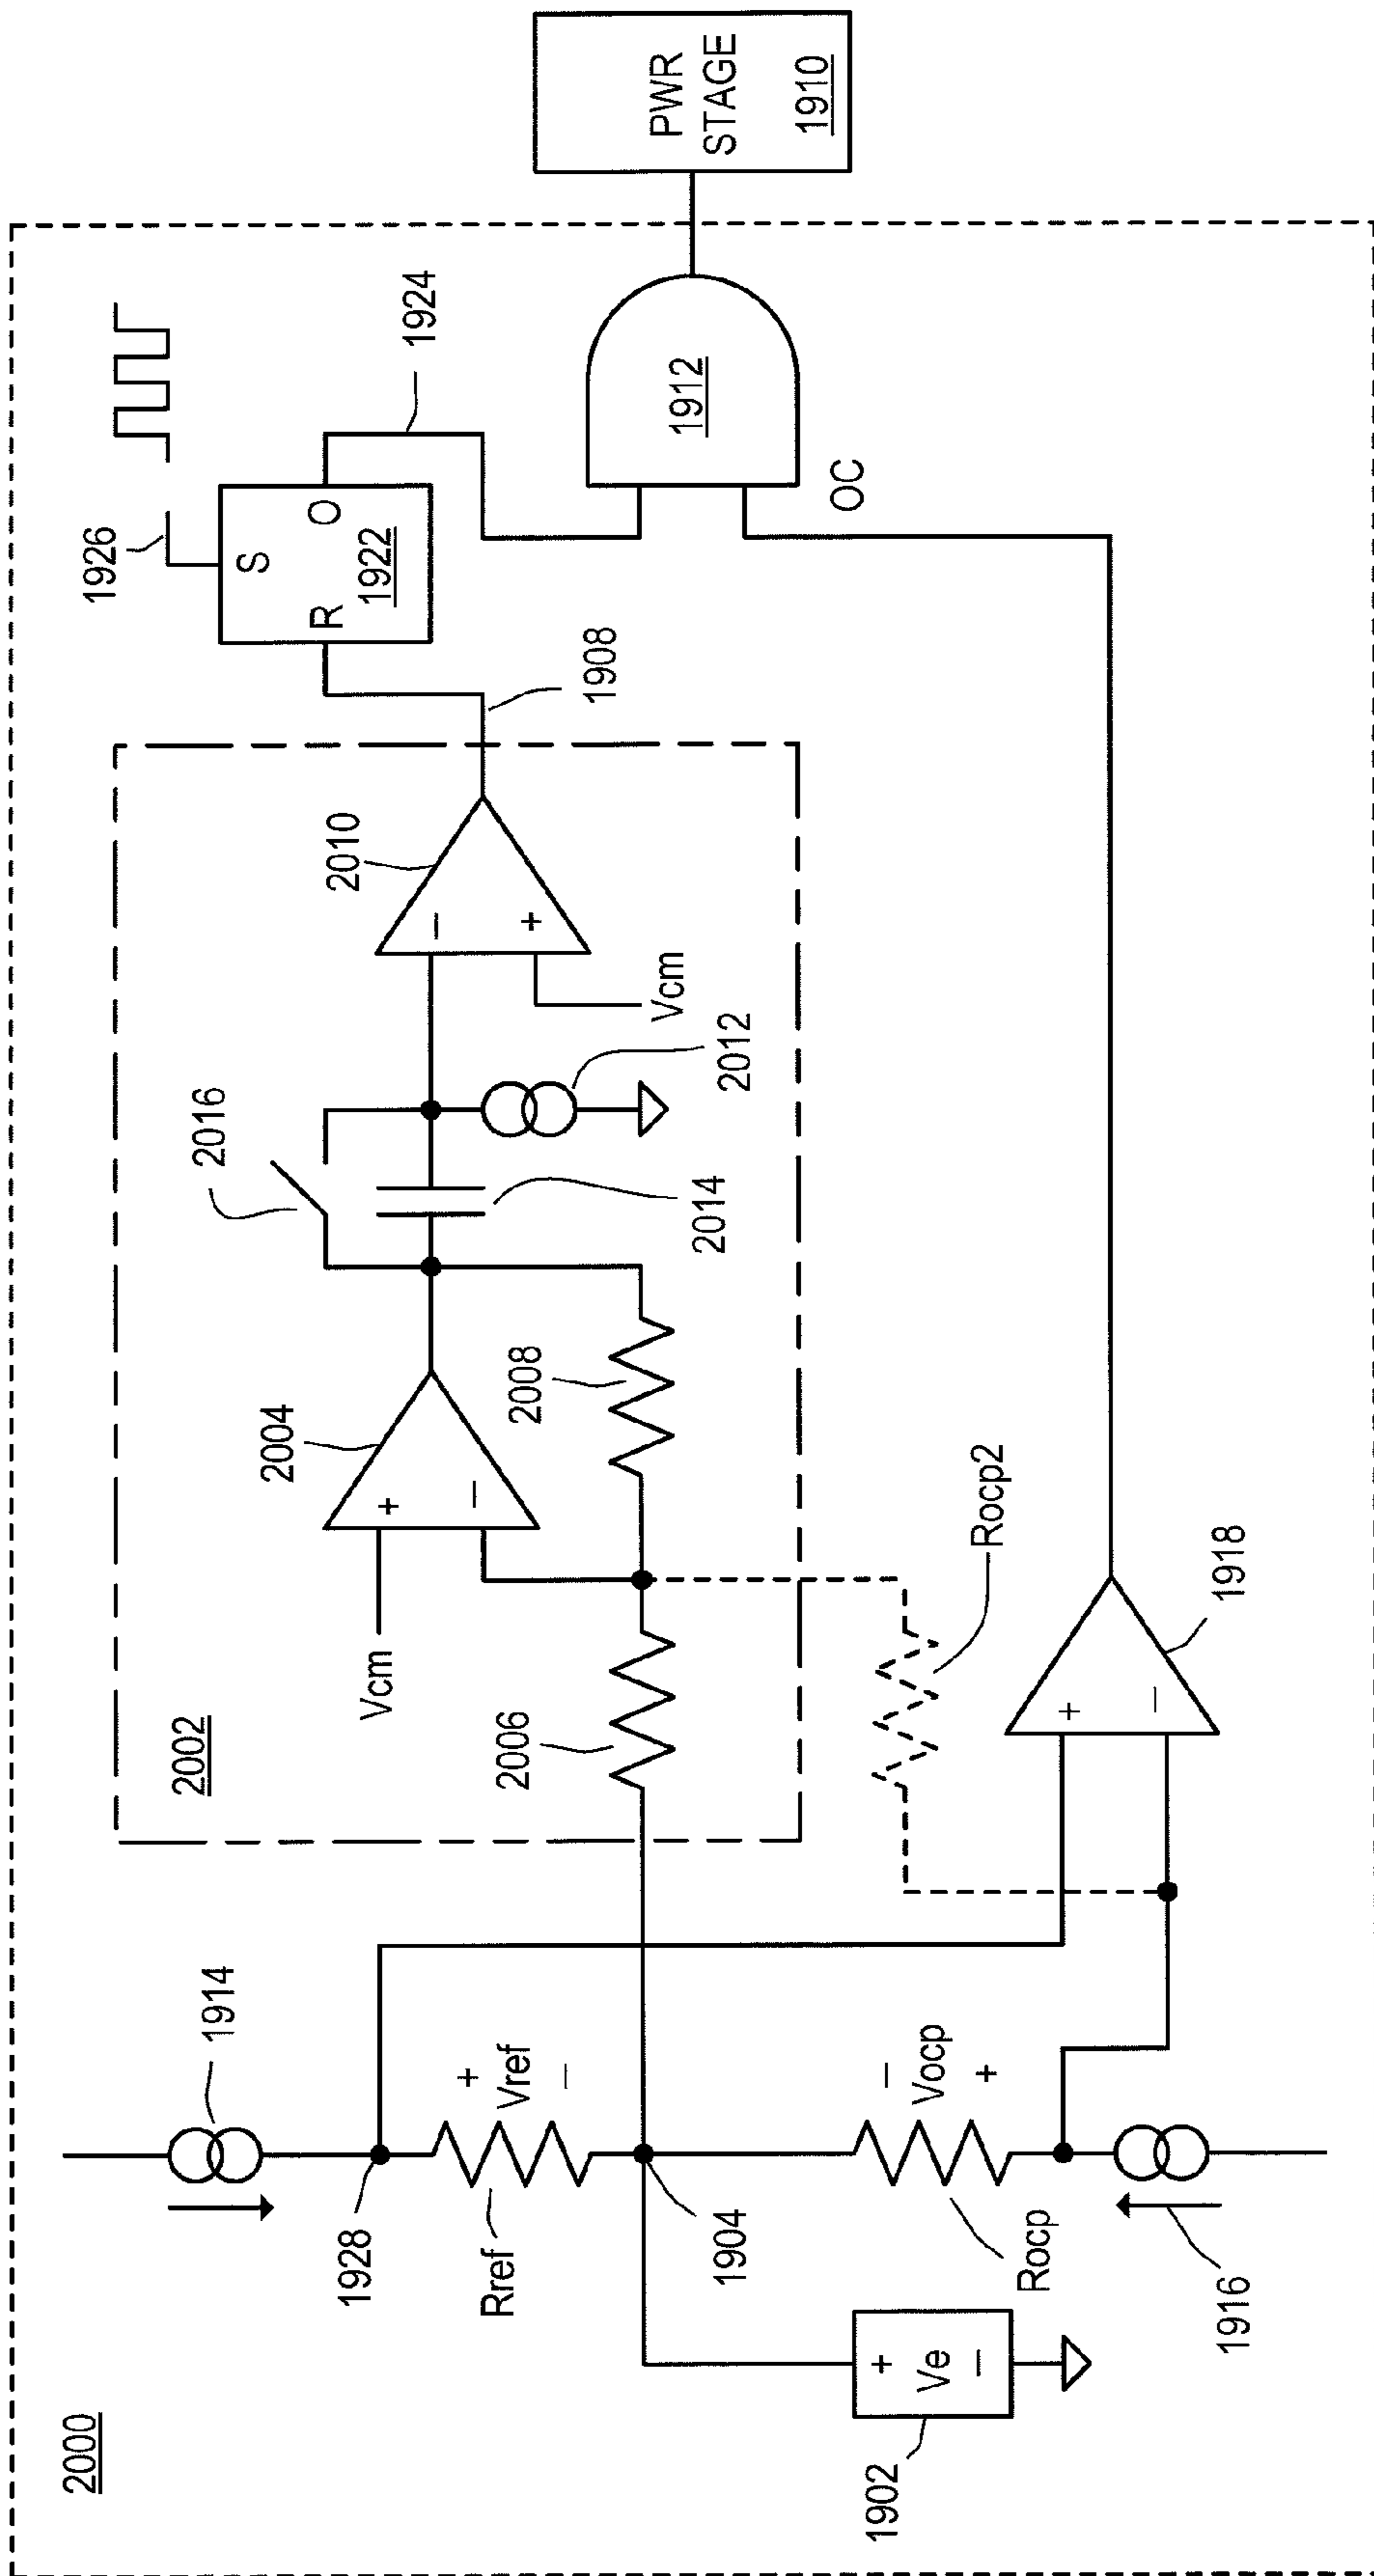 2000
1902
+
Ve
−
1928
Rref
1904
Rocp
1916
1914
+
Vref
−
−
Vocp
+
2002
Vcm
2006
2004
+
−
2008
Rocp2
+
−
1918
2016
2014
2012
Vcm
2010
−
+
1908
1926
S
R
O
1922
1924
1912
OC
PWR
STAGE
1910